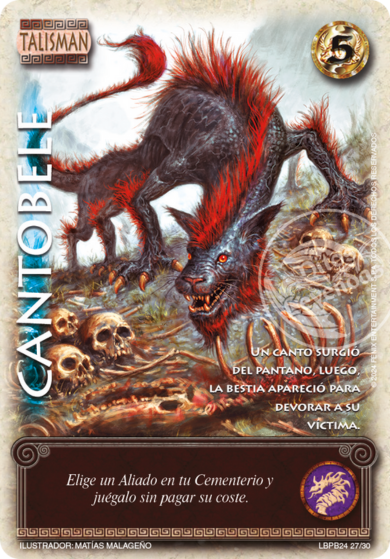 TALISMAN
5
CANTOBELE
UN CANTO SURGIÓ
DEL PANTANO, LUEGO,
LA BESTIA APARECIÓ PARA
DEVORAR A SU
VÍCTIMA.
Elige un Aliado en tu Cementerio y
juégalo sin pagar su coste.
ILUSTRADOR: MATÍAS MALAGEÑO
LBPB24 27/30